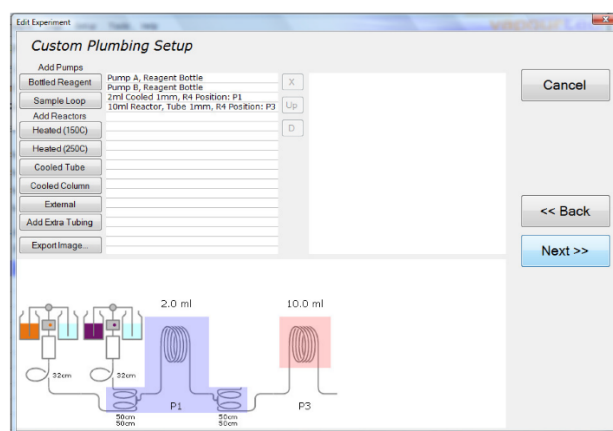 Edit Experiment
Custom Plumbing Setup
Add Pumps
Bottled Reagent
Sample Loop
Add Reactors
Heated (150C)
Heated (250C)
Cooled Tube
Cooled Column
External
Add Extra Tubing
Export Image...
Pump A, Reagent Bottle
Pump B, Reagent Bottle
2ml Cooled 1mm, R4 Position: P1
10ml Reactor, Tube 1mm, R4 Position: P3
X
Up
D
Cancel
<< Back
Next >>
2.0 ml
10.0 ml
32cm
32cm
P1
P3
50cm
50cm
50cm
50cm